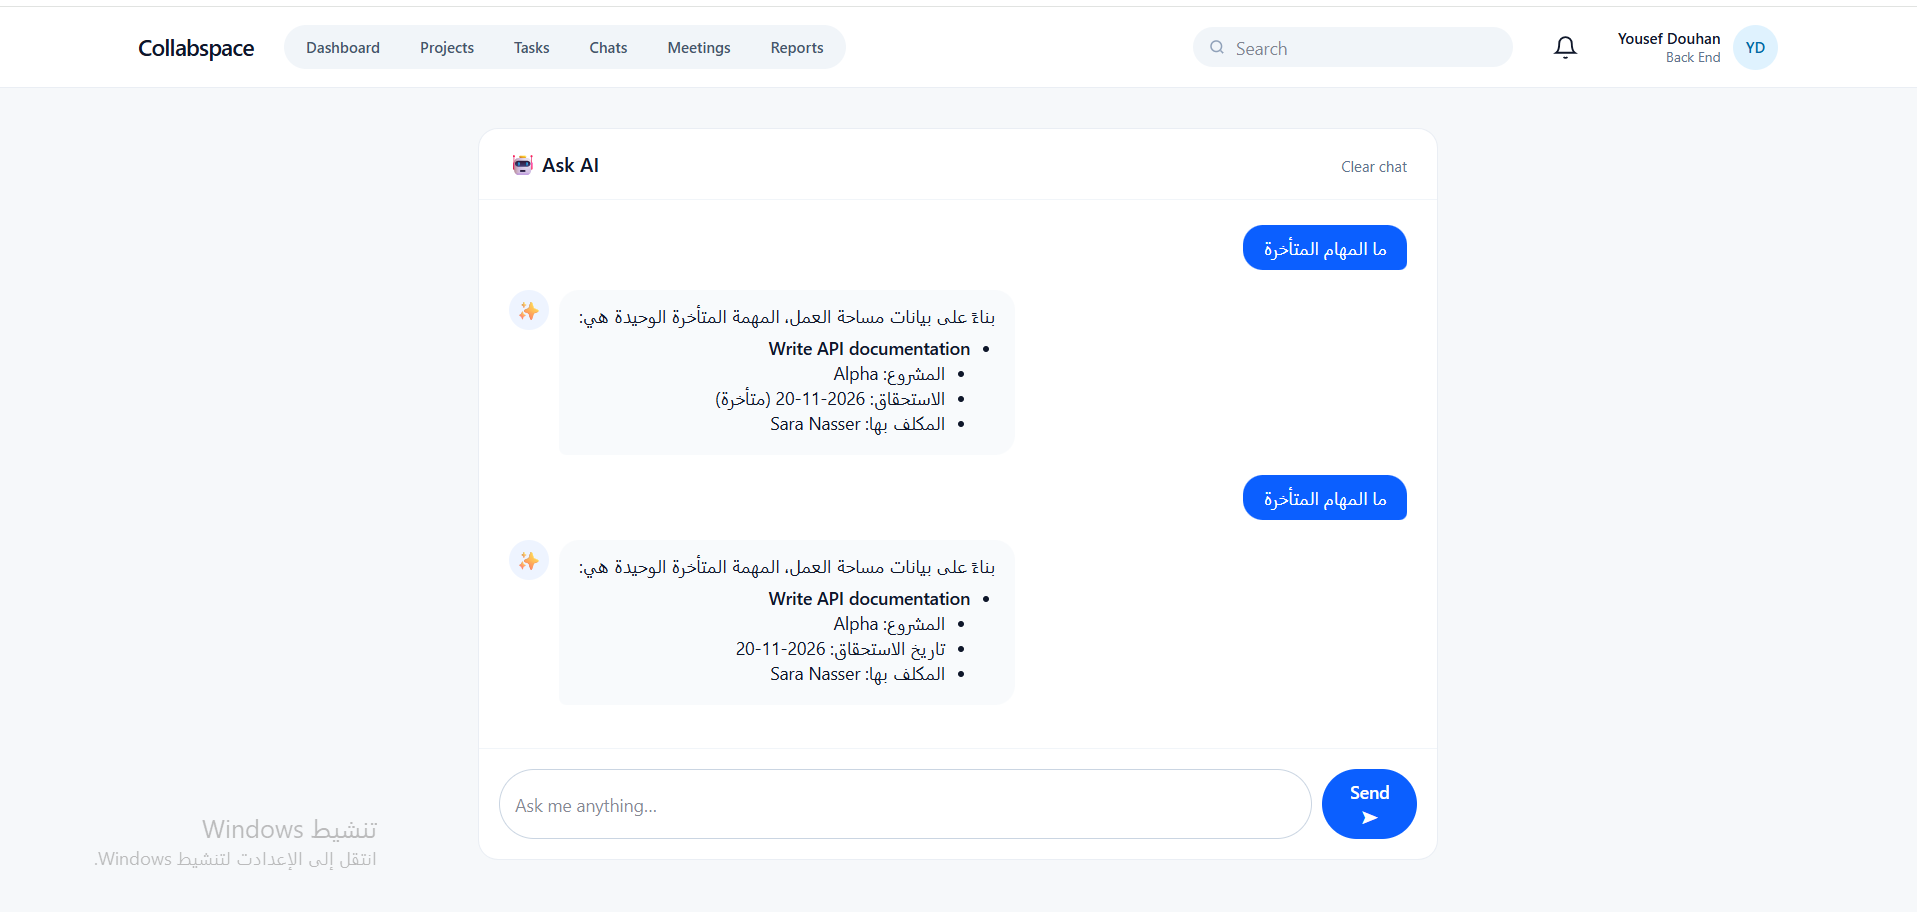 Collabspace
Dashboard
Projects
Tasks
Chats
Meetings
Reports
Search
Yousef Douhan
Back End
YD
Ask AI
Clear chat
ما المهام المتأخرة
بناءً على بيانات مساحة العمل، المهمة المتأخرة الوحيدة هي:
• Write API documentation
• المشروع: Alpha
• الاستحقاق: 2026-11-20 (متأخرة)
• المكلف بها: Sara Nasser
ما المهام المتأخرة
بناءً على بيانات مساحة العمل، المهمة المتأخرة الوحيدة هي:
• Write API documentation
• المشروع: Alpha
• تاريخ الاستحقاق: 2026-11-20
• المكلف بها: Sara Nasser
Ask me anything...
Send
➤
تنشيط Windows
انتقل إلى الإعدادت لتنشيط Windows.